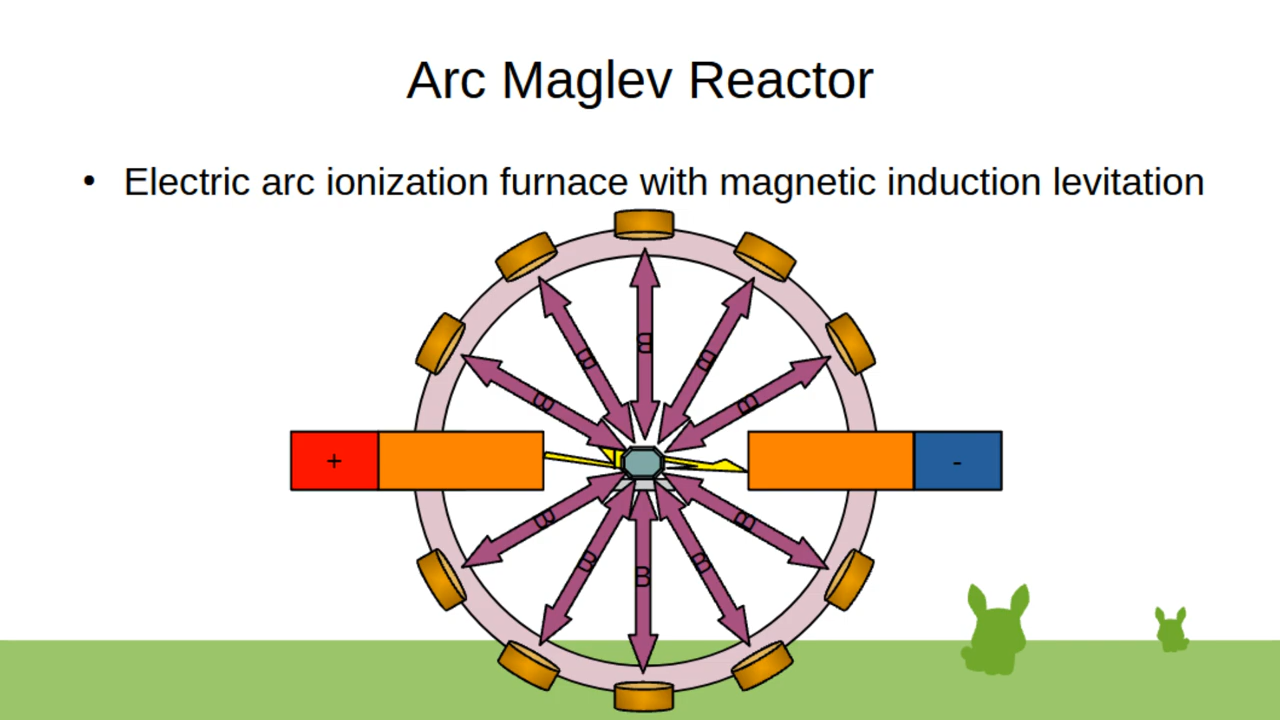 Arc Maglev Reactor
• Electric arc ionization furnace with magnetic induction levitation
B
B B
B B
+ -
B B
B B
B